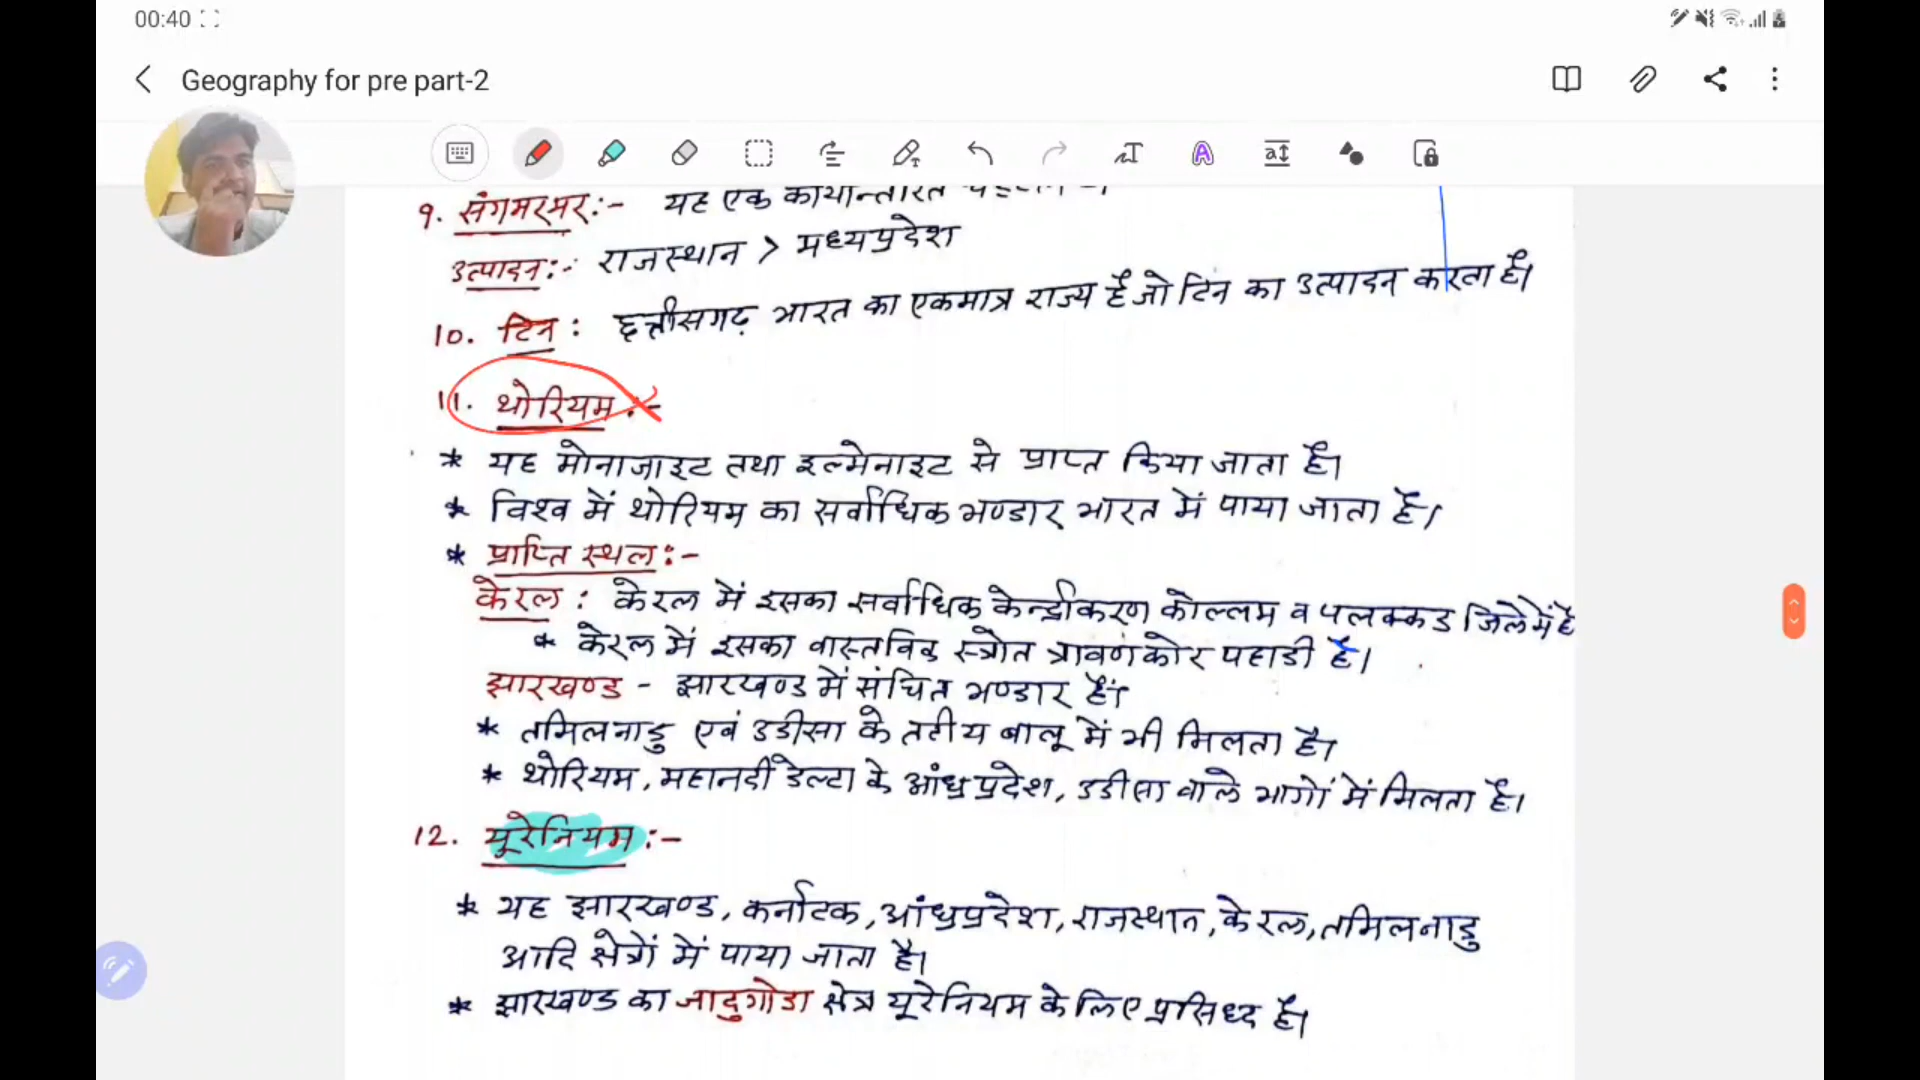 00:40
Geography for pre part-2
9. संगमरमर:- यह एक कायान्तरित
उत्पादन:- राजस्थान > मध्यप्रदेश
10. टिन : छत्तीसगढ़ भारत का एकमात्र राज्य है जो टिन का उत्पादन करता है।
11. थोरियम :-
* यह मोनाजाइट तथा इल्मेनाइट से प्राप्त किया जाता है।
* विश्व में थोरियम का सर्वाधिक भण्डार भारत में पाया जाता है।
* प्राप्ति स्थल :-
केरल : केरल में इसका सर्वाधिक केन्द्रीकरण कोल्लम व पलक्कड जिले में है
* केरल में इसका वास्तविक स्त्रोत त्रावणकोर पहाडी है।
झारखण्ड - झारखण्ड में संचित भण्डार हैं।
* तमिलनाडु एवं उडीसा के तटीय बालू में भी मिलता है।
* थोरियम, महानदी डेल्टा के आंध्रप्रदेश, उडीसा वाले भागों में मिलता है।
12. यूरेनियम :-
* यह झारखण्ड, कर्नाटक, आंध्रप्रदेश, राजस्थान, केरल, तमिलनाडु
आदि क्षेत्रों में पाया जाता है।
* झारखण्ड का जादुगोडा क्षेत्र यूरेनियम के लिए प्रसिध्द है।